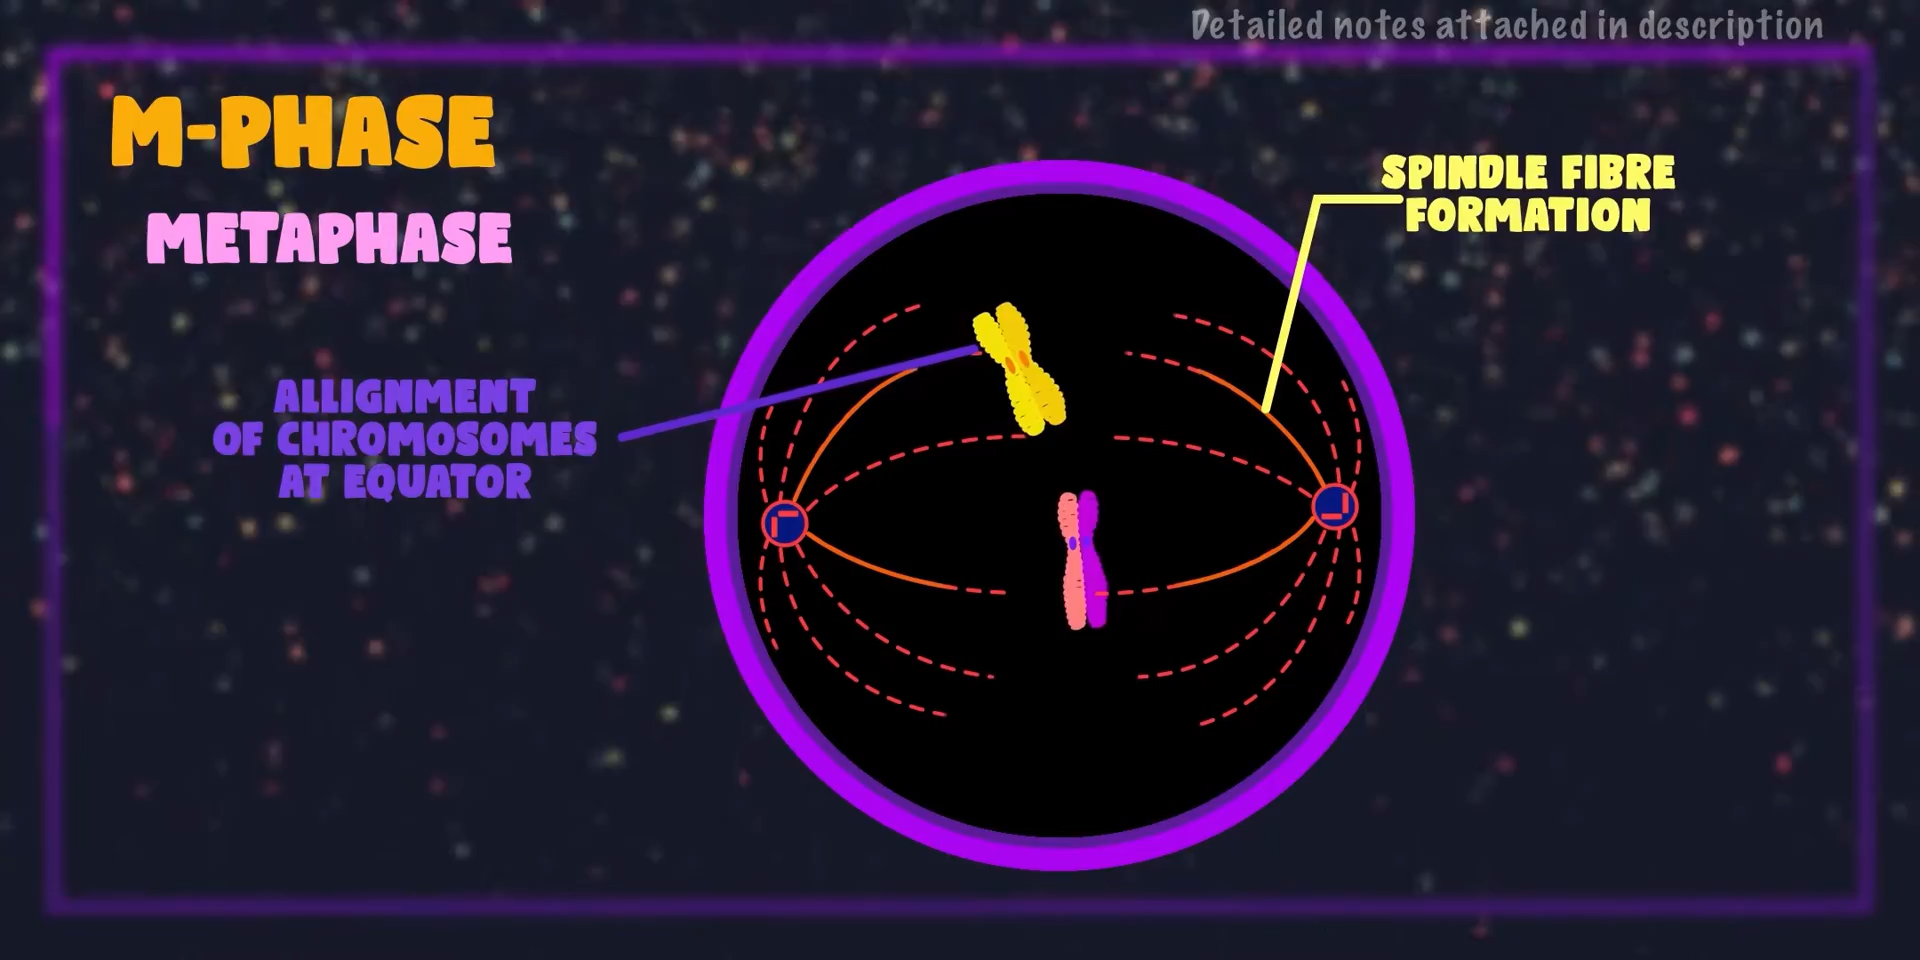 Detailed notes attached in description
M-PHASE
METAPHASE
SPINDLE FIBRE
FORMATION
ALLIGNMENT
OF CHROMOSOMES
AT EQUATOR